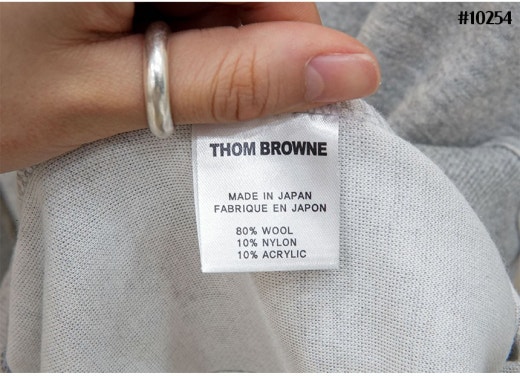 #10254
THOM BROWNE
MADE IN JAPAN
FABRIQUE EN JAPON
80% WOOL
10% NYLON
10% ACRYLIC